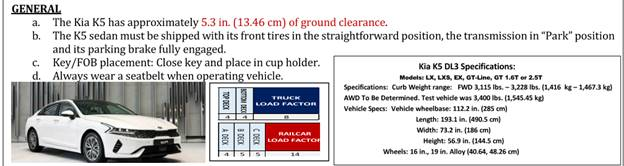 GENERAL
a. The Kia K5 has approximately 5.3 in. (13.46 cm) of ground clearance.
b. The K5 sedan must be shipped with its front tires in the straightforward position, the transmission in "Park" position
and its parking brake fully engaged.
c. Key/FOB placement: Close key and place in cup holder.
d. Always wear a seatbelt when operating vehicle.
TOP DECK
BOTTOM DECK
TRUCK
LOAD FACTOR
4 4 8
A DECK
B DECK
C DECK
RAILCAR
LOAD FACTOR
4 5 5 14
Kia K5 DL3 Specifications:
Models: LX, LXS, EX, GT-Line, GT 1.6T or 2.5T
Specifications: Curb Weight range: FWD 3,115 lbs. – 3,228 lbs. (1,416 kg – 1,467.3 kg)
AWD To Be Determined. Test vehicle was 3,400 lbs. (1,545.45 kg)
Vehicle Specs: Vehicle wheelbase: 112.2 in. (285 cm)
Length: 193.1 in. (490.5 cm)
Width: 73.2 in. (186 cm)
Height: 56.9 in. (144.5 cm)
Wheels: 16 in., 19 in. Alloy (40.64, 48.26 cm)